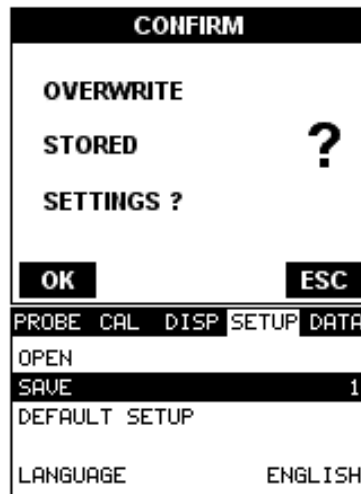 CONFIRM
OVERWRITE
STORED
?
SETTINGS ?
OK ESC
PROBE CAL DISP SETUP DATA
OPEN
SAVE 1
DEFAULT SETUP
LANGUAGE ENGLISH